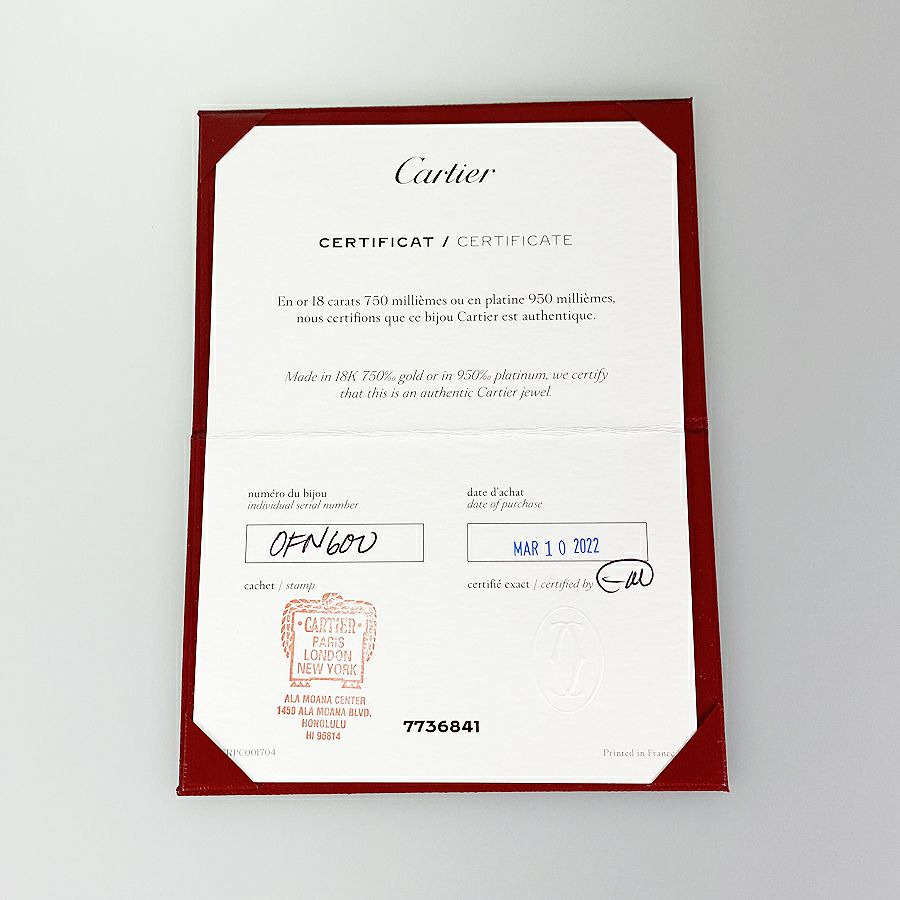 Cartier
CERTIFICAT / CERTIFICATE
En or 18 carats 750 millièmes ou en platine 950 millièmes,
nous certifions que ce bijou Cartier est authentique.
Made in 18K 750‰ gold or in 950‰ platinum, we certify
that this is an authentic Cartier jewel.
numéro du bijou
individual serial number
OFN600
date d'achat
date of purchase
MAR 10 2022
cachet / stamp
certifié exact / certified by
CARTIER
PARIS
LONDON
NEW YORK
ALA MOANA CENTER
1450 ALA MOANA BLVD.
HONOLULU
HI 96814
7736841
RPC001704
Printed in France